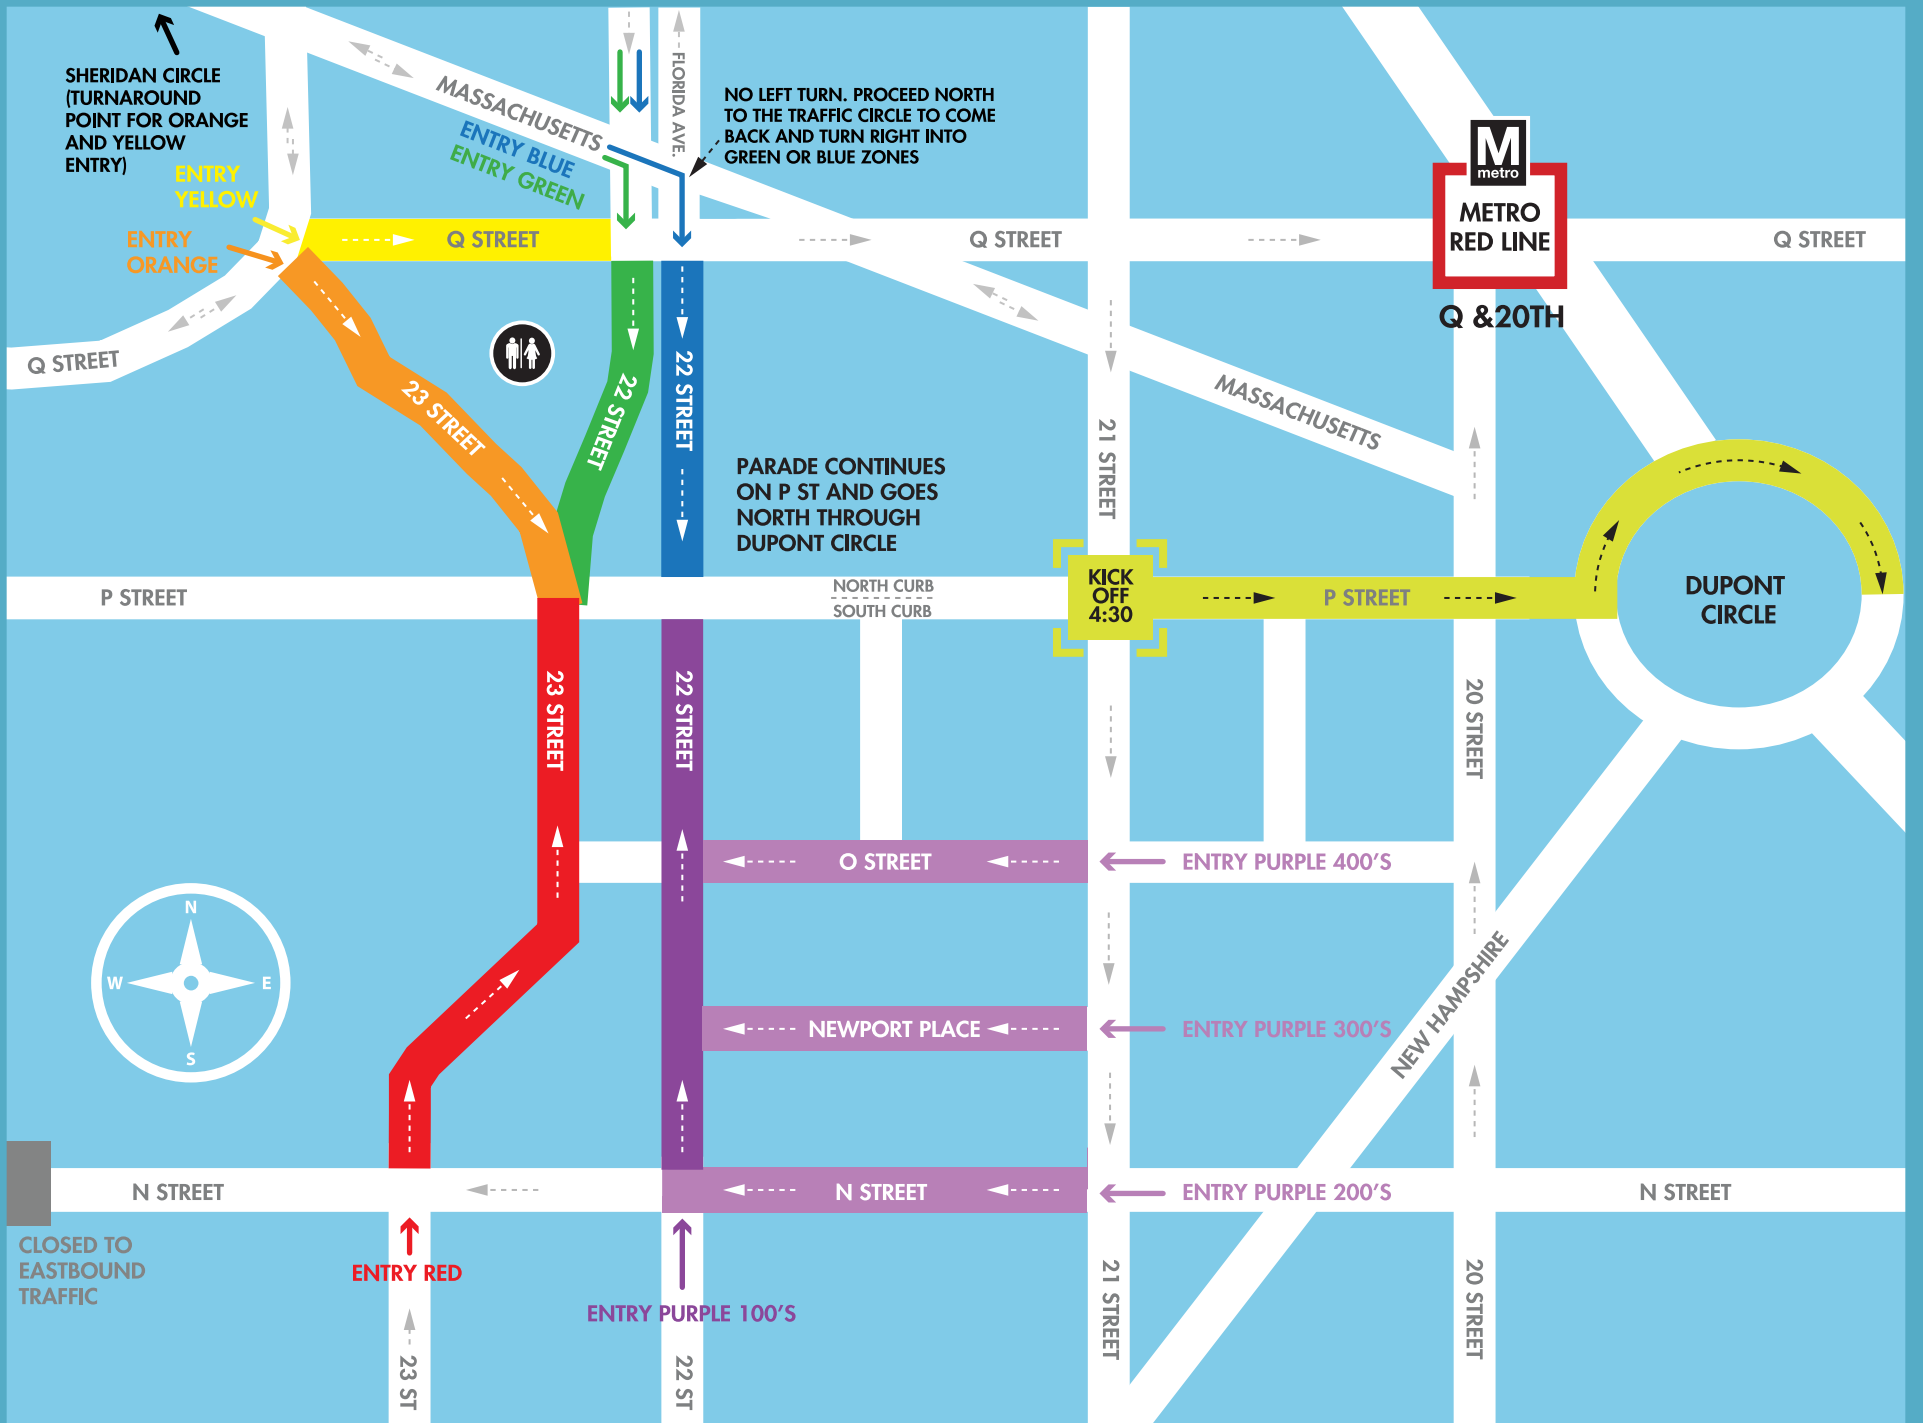 SHERIDAN CIRCLE
(TURNAROUND
POINT FOR ORANGE
AND YELLOW
ENTRY)
ENTRY
YELLOW
ENTRY
ORANGE
MASSACHUSETTS
ENTRY BLUE
ENTRY GREEN
FLORIDA AVE.
NO LEFT TURN. PROCEED NORTH
TO THE TRAFFIC CIRCLE TO COME
BACK AND TURN RIGHT INTO
GREEN OR BLUE ZONES
M
metro
METRO
RED LINE
Q &20TH
Q STREET
Q STREET
Q STREET
Q STREET
23 STREET
22 STREET
22 STREET
21 STREET
MASSACHUSETTS
PARADE CONTINUES
ON P ST AND GOES
NORTH THROUGH
DUPONT CIRCLE
P STREET
NORTH CURB
SOUTH CURB
KICK
OFF
4:30
P STREET
DUPONT
CIRCLE
23 STREET
22 STREET
20 STREET
O STREET
ENTRY PURPLE 400'S
N
W
E
S
NEWPORT PLACE
ENTRY PURPLE 300'S
NEW HAMPSHIRE
N STREET
N STREET
ENTRY PURPLE 200'S
N STREET
CLOSED TO
EASTBOUND
TRAFFIC
ENTRY RED
ENTRY PURPLE 100'S
23 ST
22 ST
21 STREET
20 STREET